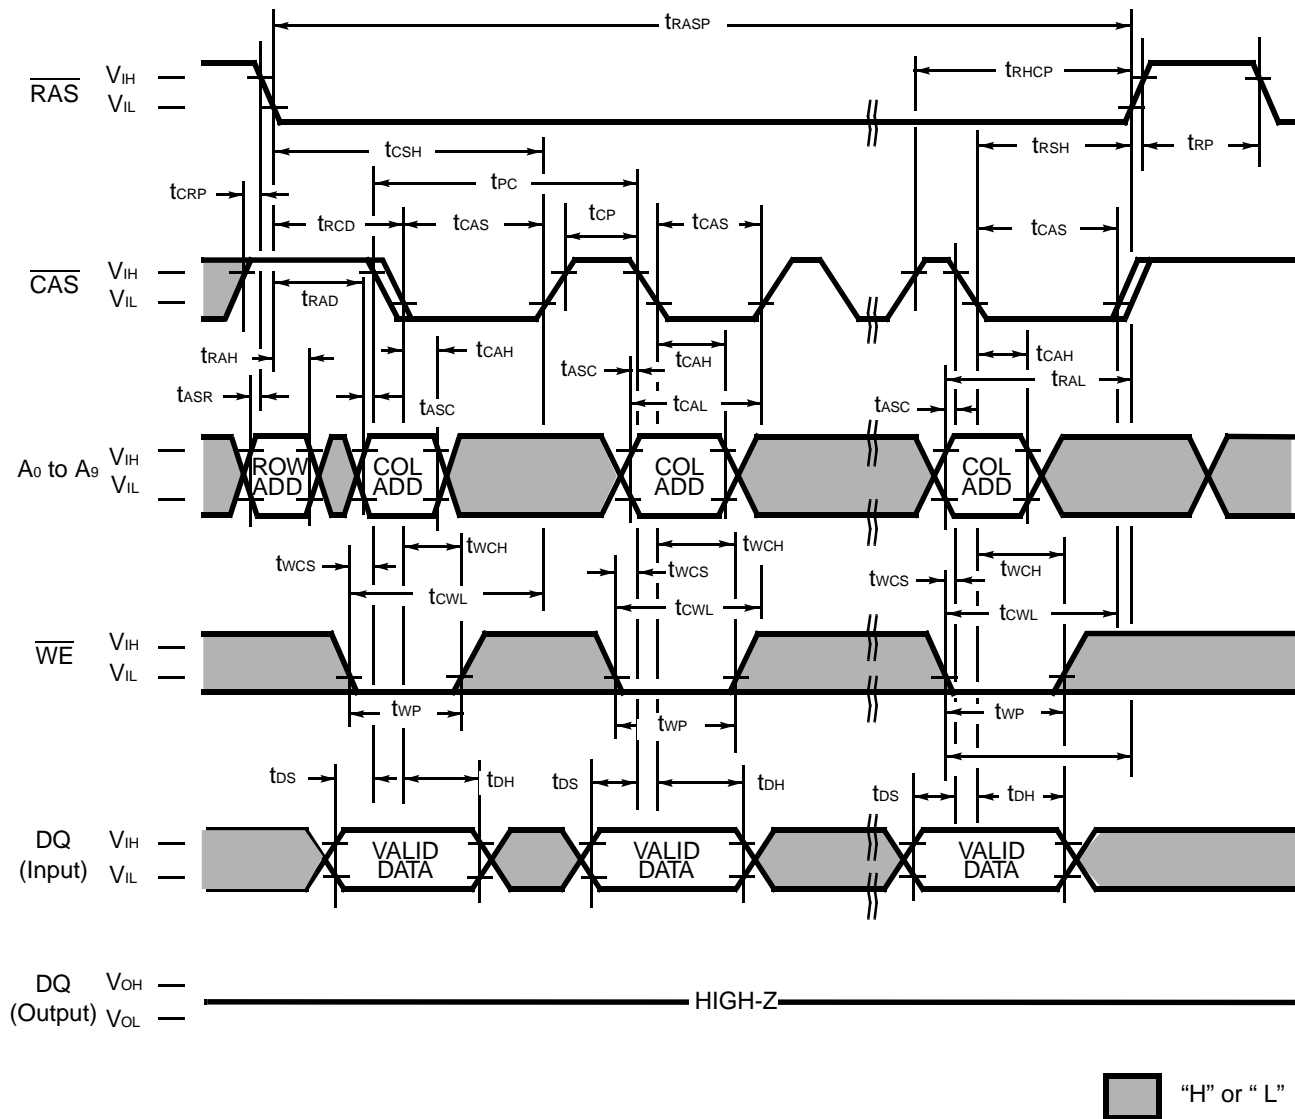 tRASP
RAS VIH VIL tRHCP
tCSH tRSH tRP
tPC
tCRP tRCD tCAS tCP tCAS tCAS
CAS VIH VIL
tRAD
tRAH tCAH tCAH tCAH
tASC tRAL
tASR tASC tCAL tASC
A0 to A9 VIH VIL ROW ADD COL ADD COL ADD COL ADD
tWCH tWCH tWCH
tWCS tWCS tWCS
tCWL tCWL tCWL
WE VIH VIL
tWP tWP tWP
tDS tDH tDS tDH tDS tDH
DQ (Input) VIH VIL VALID DATA VALID DATA VALID DATA
DQ (Output) VOH VOL HIGH-Z
“H” or “ L”